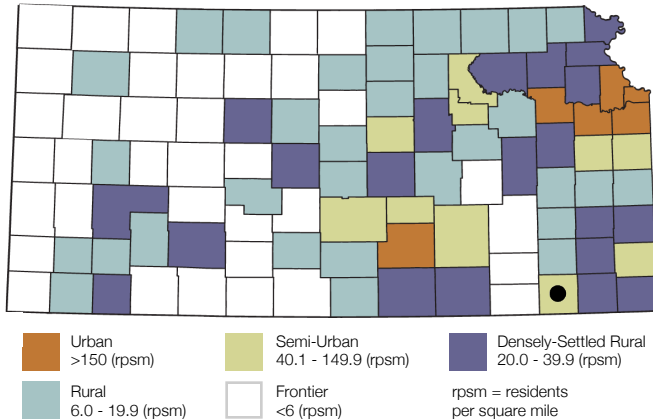 Urban
>150 (rpsm)
Semi-Urban
40.1 - 149.9 (rpsm)
Densely-Settled Rural
20.0 - 39.9 (rpsm)
Rural
6.0 - 19.9 (rpsm)
Frontier
<6 (rpsm)
rpsm = residents
per square mile